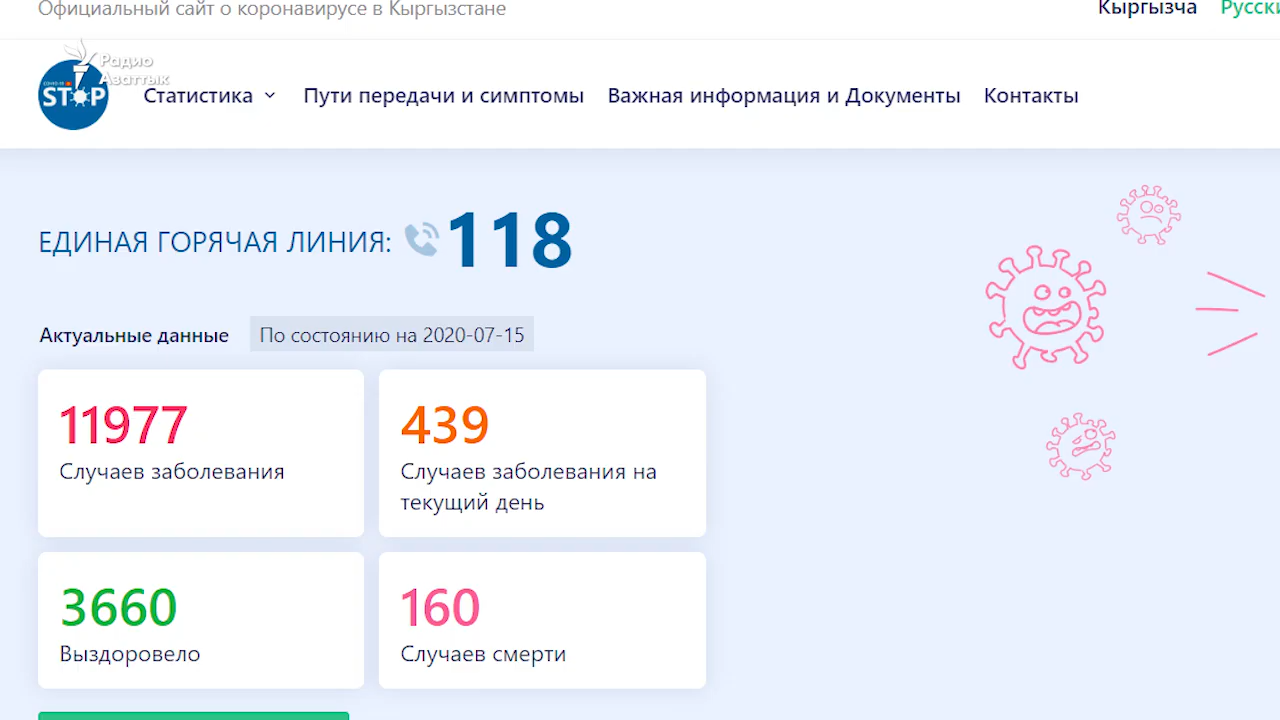 Официальный сайт о коронавирусе в Кыргызстане
Кыргызча
Радио
Азаттык
STOP
Статистика
Пути передачи и симптомы
Важная информация и Документы
Контакты
ЕДИНАЯ ГОРЯЧАЯ ЛИНИЯ: 118
Актуальные данные
По состоянию на 2020-07-15
11977
Случаев заболевания
439
Случаев заболевания на
текущий день
3660
Выздоровело
160
Случаев смерти